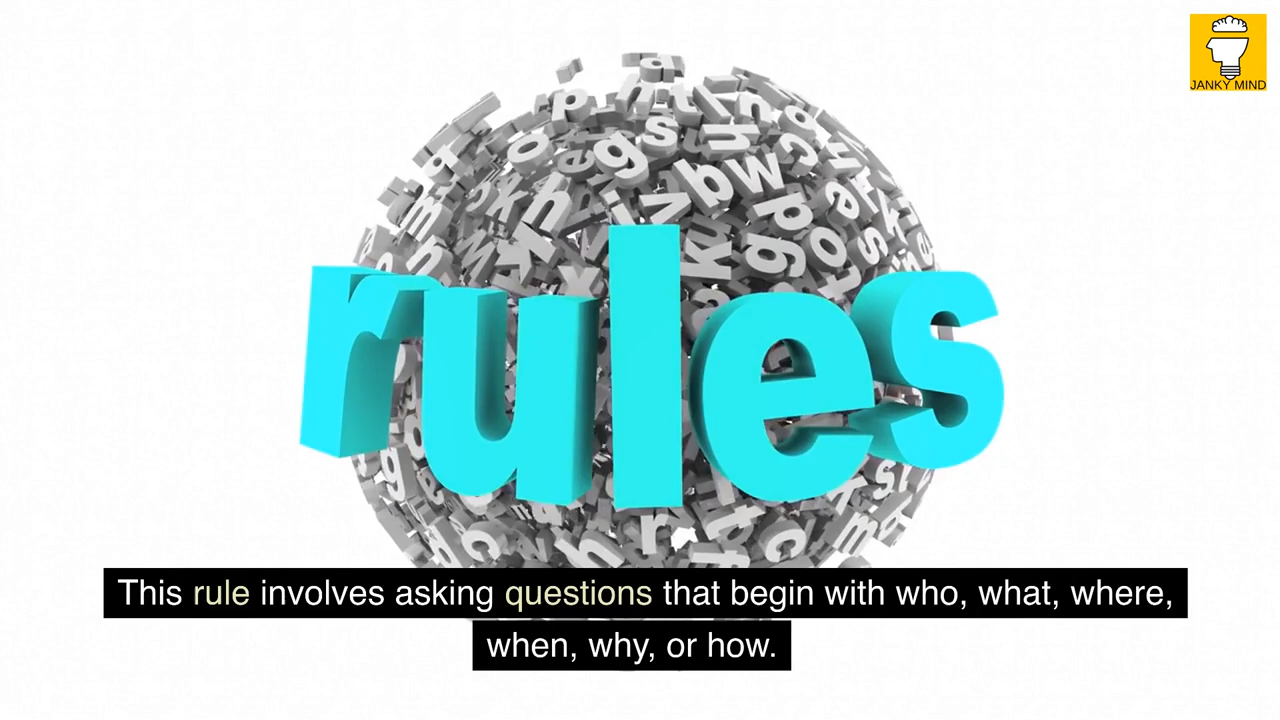 JANKY MIND
rules
This rule involves asking questions that begin with who, what, where,
when, why, or how.